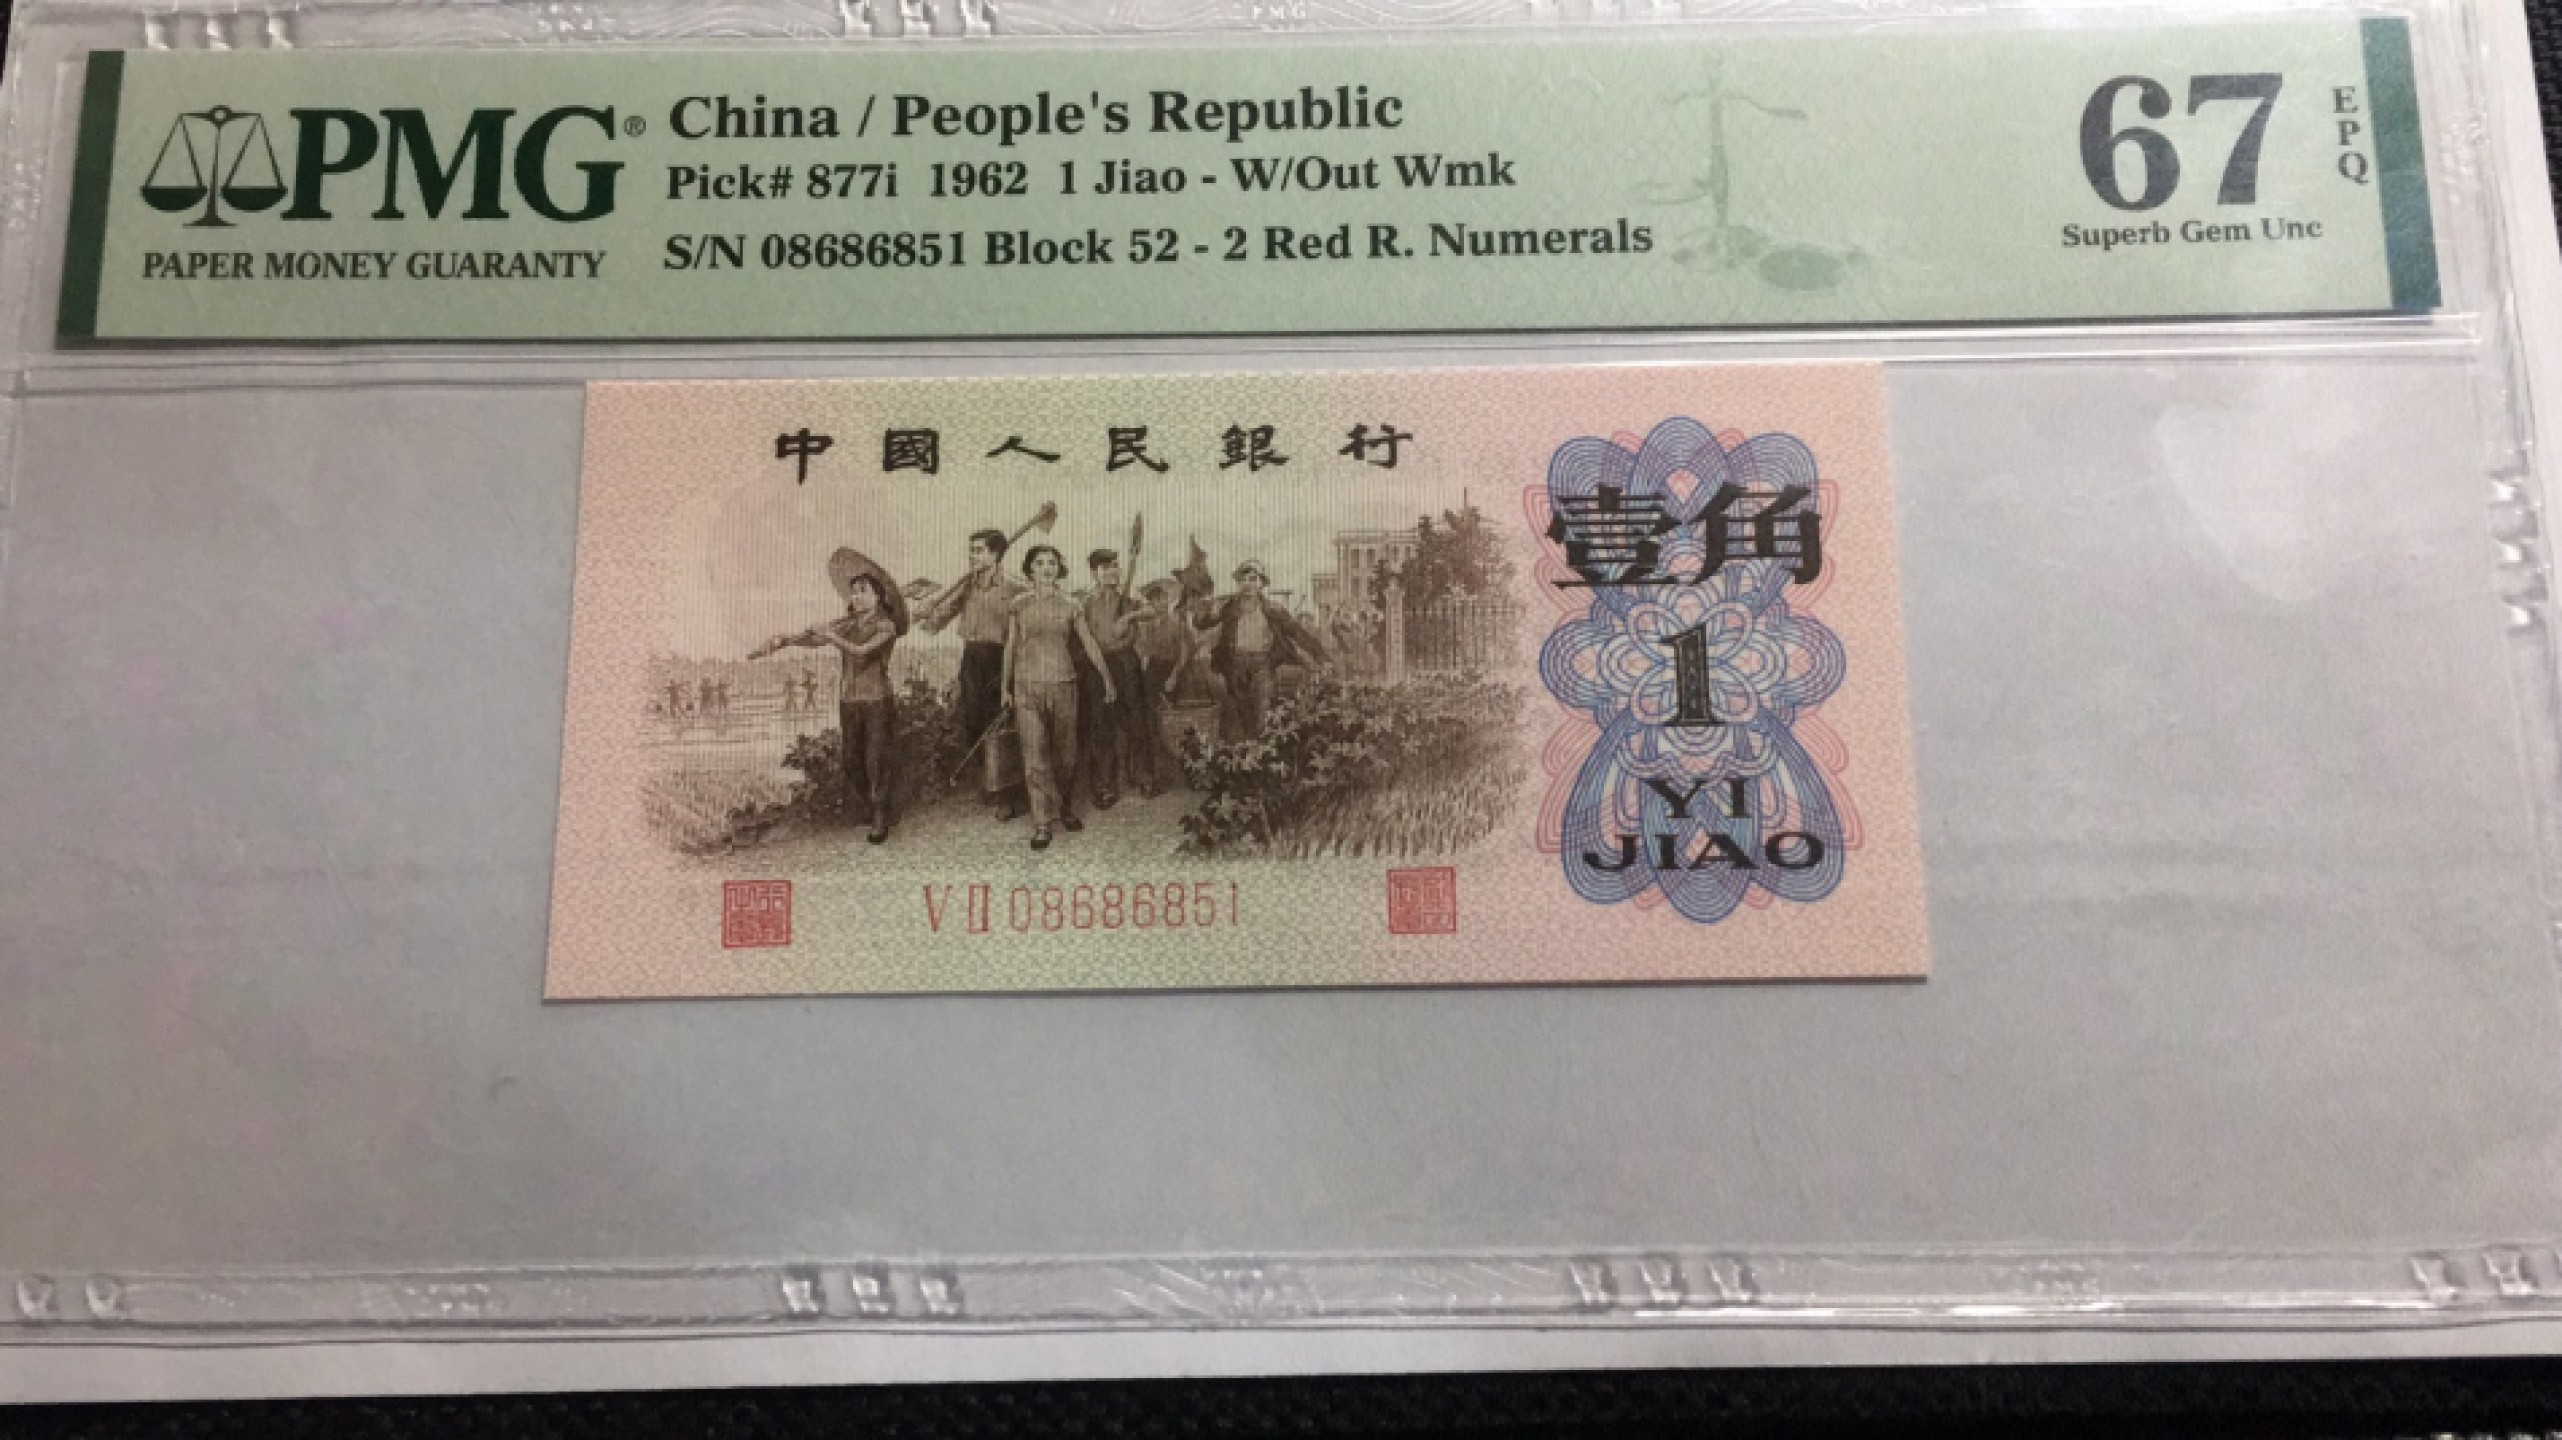 PMG®
PAPER MONEY GUARANTY
China / People's Republic
Pick# 877i 1962 1 Jiao - W/Out Wmk
S/N 08686851 Block 52 - 2 Red R. Numerals
67
EPQ
Superb Gem Unc
中國人民銀行
壹角
1
YI
JIAO
V II 08686851